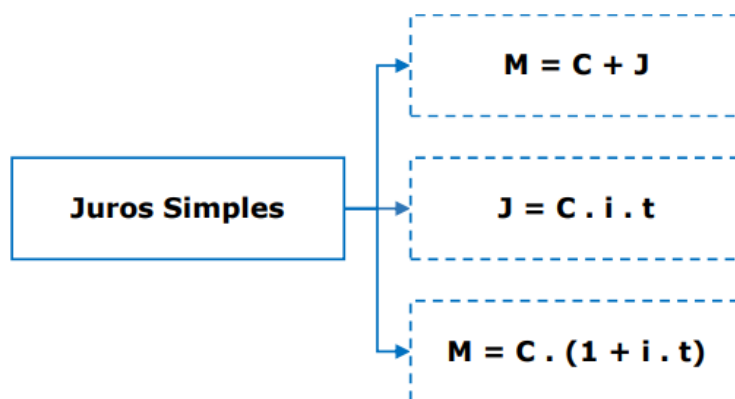 M = C + J
Juros Simples
J = C . i . t
M = C . (1 + i . t)